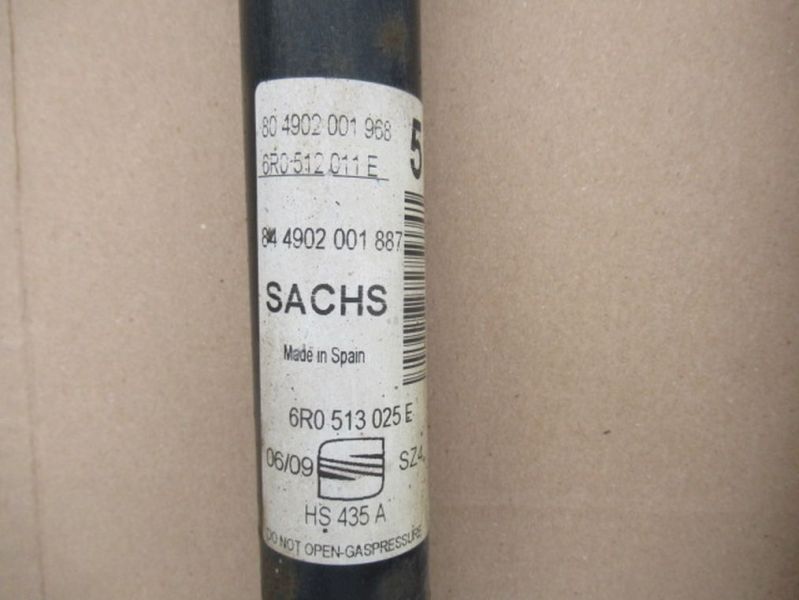 80 4902 001 968
5
6R0 512 011 E
84 4902 001 887
SACHS
Made in Spain
6R0 513 025 E
06/09
SZ4
HS 435 A
DO NOT OPEN-GASPRESSURE